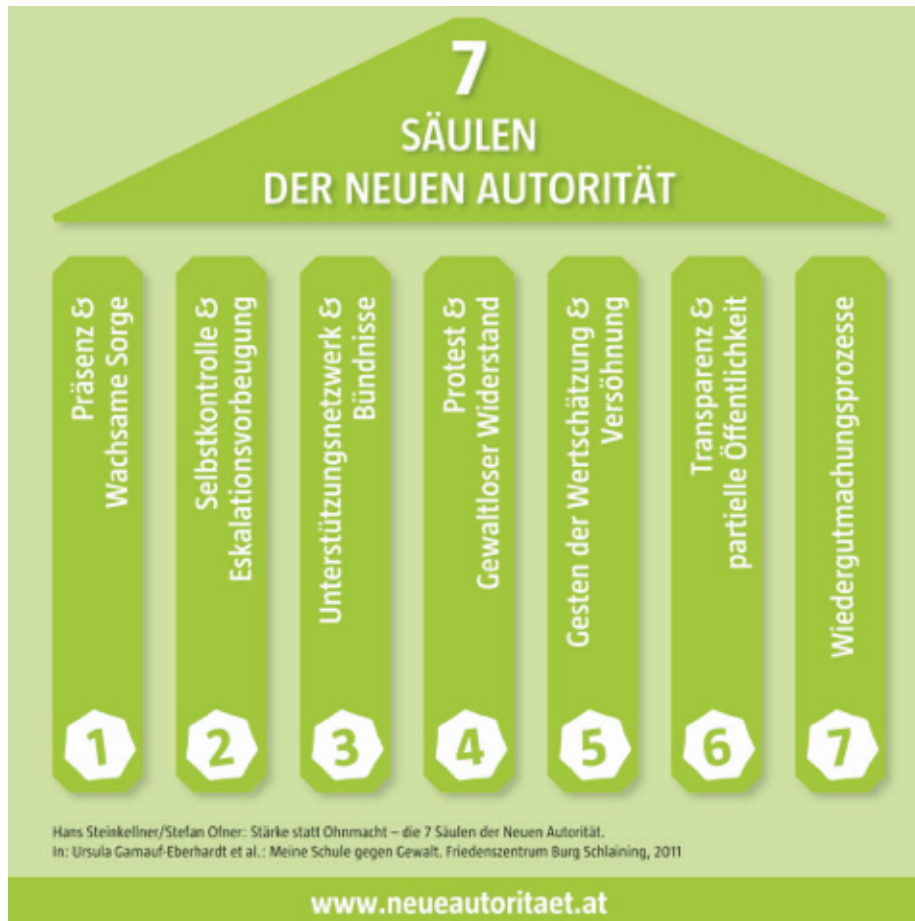 7
SÄULEN
DER NEUEN AUTORITÄT
Präsenz &
Wachsame Sorge
1
Selbstkontrolle &
Eskalationsvorbeugung
2
Unterstützungsnetzwerk &
Bündnisse
3
Protest &
Gewaltloser Widerstand
4
Gesten der Wertschätzung &
Versöhnung
5
Transparenz &
partielle Öffentlichkeit
6
Wiedergutmachungsprozesse
7
Hans Steinkellner/Stefan Ofner: Stärke statt Ohnmacht – die 7 Säulen der Neuen Autorität.
In: Ursula Gamauf-Eberhardt et al.: Meine Schule gegen Gewalt. Friedenszentrum Burg Schlaining, 2011
www.neueautoritaet.at